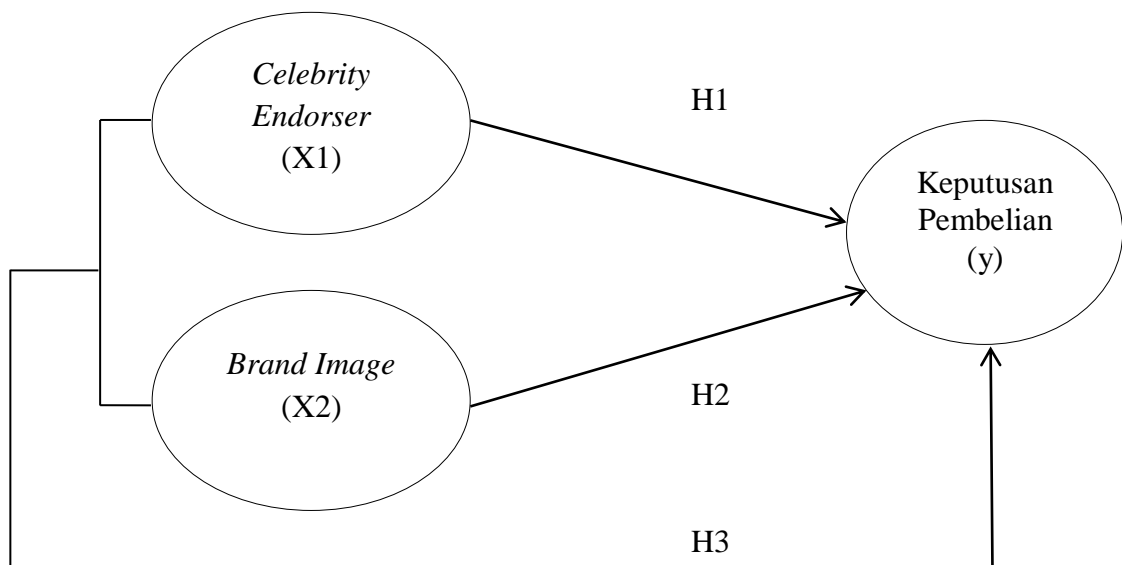 Celebrity
Endorser
(X1)
H1
Keputusan
Pembelian
(y)
Brand Image
(X2)
H2
H3